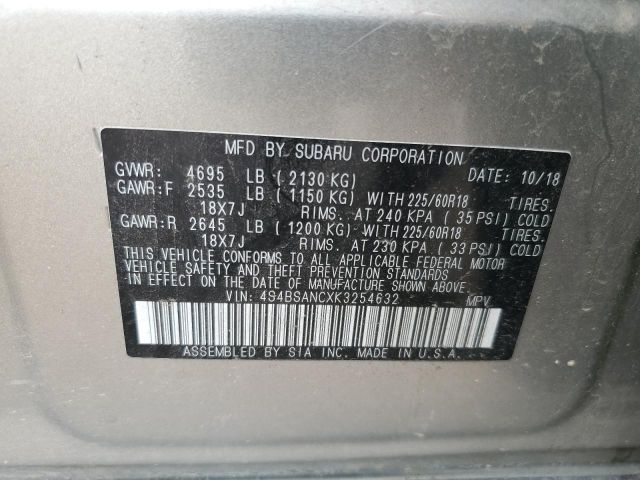 MFD BY SUBARU CORPORATION
GVWR: 4695 LB (2130 KG) DATE: 10/18
GAWR:F 2535 LB (1150 KG) WITH 225/60R18 TIRES.
18X7J RIMS. AT 240 KPA (35 PSI) COLD
GAWR:R 2645 LB (1200 KG) WITH 225/60R18 TIRES.
18X7J RIMS. AT 230 KPA (33 PSI) COLD
THIS VEHICLE CONFORMS TO ALL APPLICABLE FEDERAL MOTOR
VEHICLE SAFETY AND THEFT PREVENTION STANDARDS
IN EFFECT ON THE DATE OF MANUFACTURE SHOWN ABOVE.
VIN: 4S4BSANCXK3254632 MPV
ASSEMBLED BY SIA INC. MADE IN U.S.A.